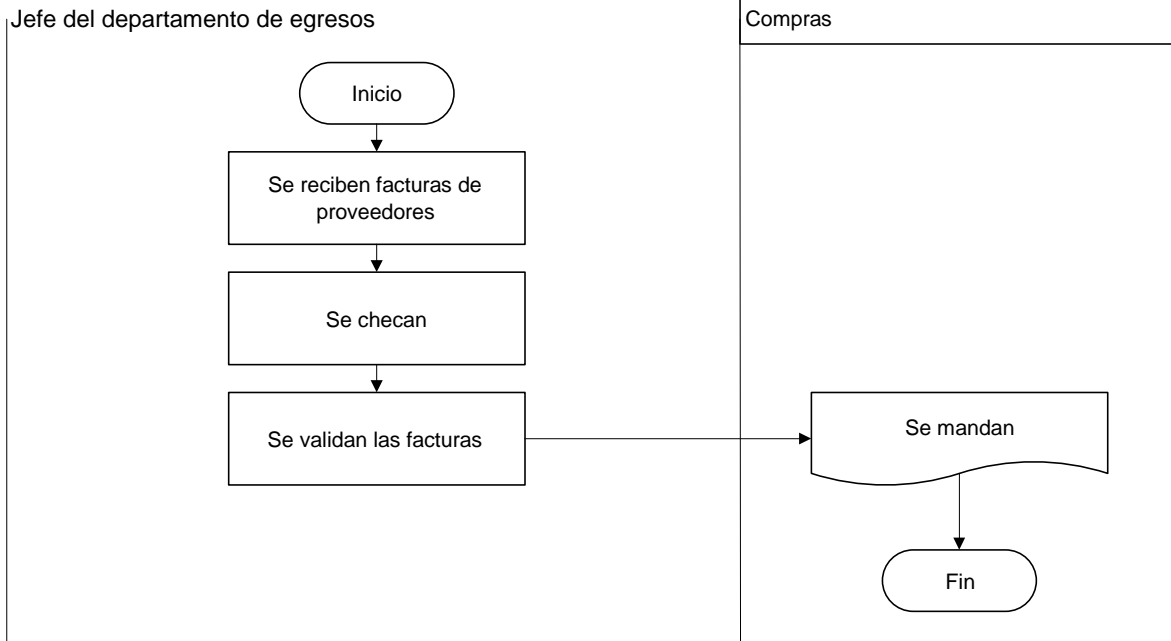 Jefe del departamento de egresos
Compras
Inicio
Se reciben facturas de
proveedores
Se checan
Se validan las facturas
Se mandan
Fin